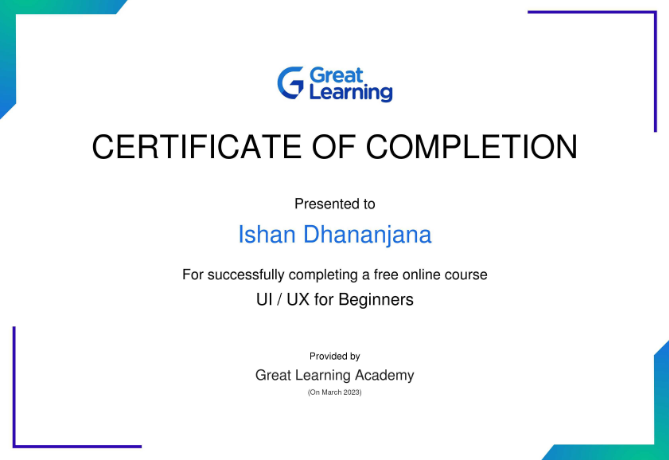 Great
Learning
CERTIFICATE OF COMPLETION
Presented to
Ishan Dhananjana
For successfully completing a free online course
UI / UX for Beginners
Provided by
Great Learning Academy
(On March 2023)